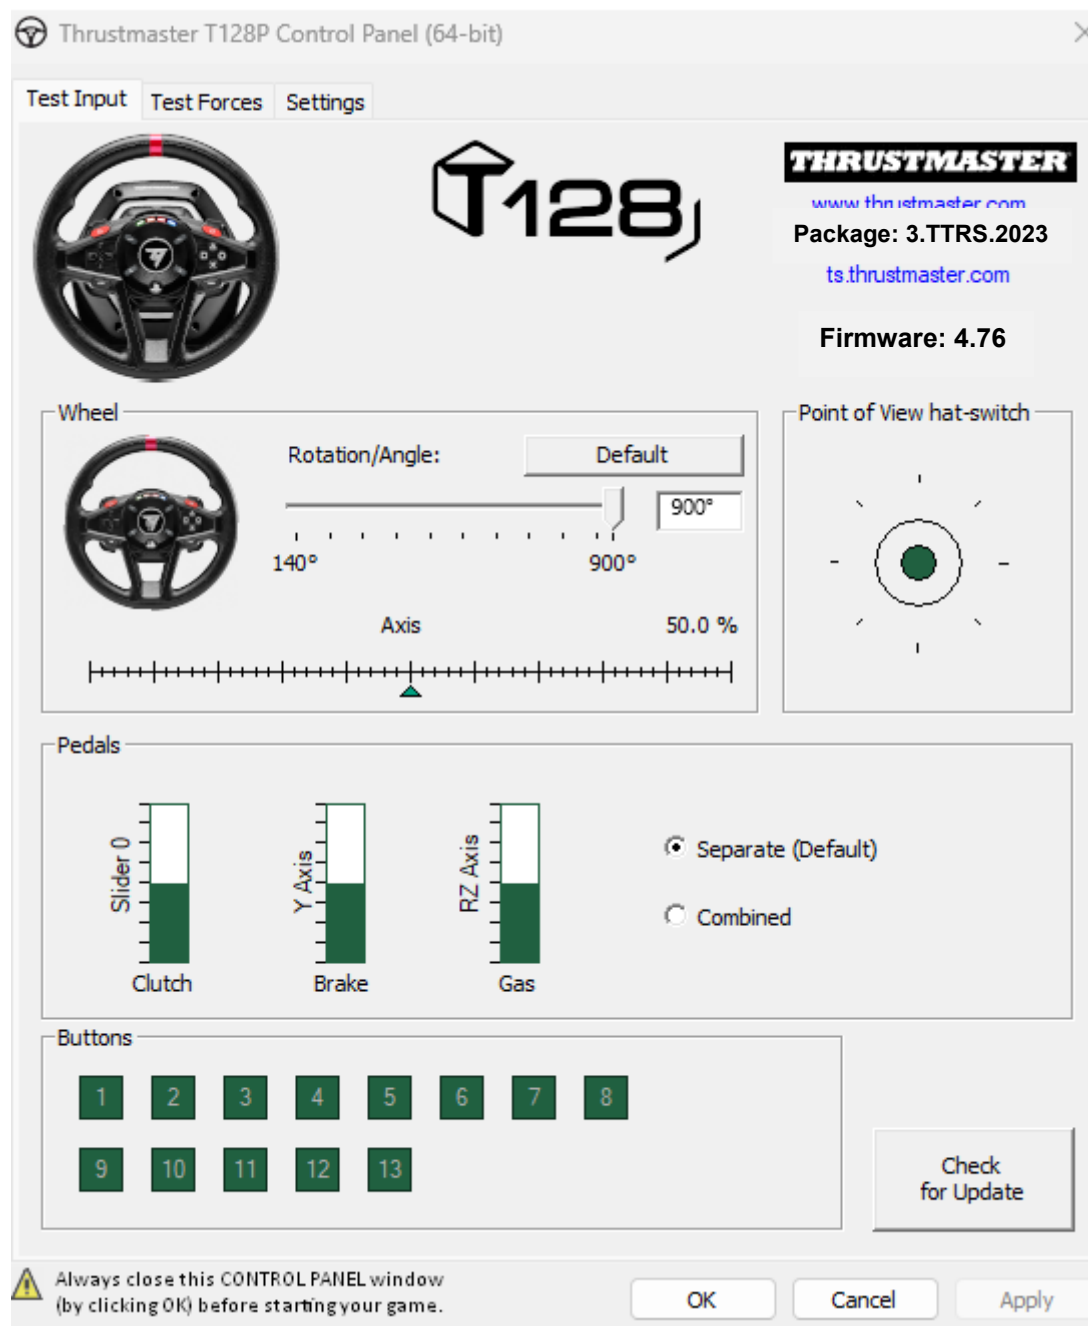 Thrustmaster T128P Control Panel (64-bit)
Test Input Test Forces Settings
T128
THRUSTMASTER
www.thrustmaster.com
Package: 3.TTRS.2023
ts.thrustmaster.com
Firmware: 4.76
Wheel
Rotation/Angle: Default
900°
140° 900°
Axis 50.0 %
Point of View hat-switch
Pedals
Slider 0
Clutch
Y Axis
Brake
RZ Axis
Gas
Separate (Default)
Combined
Buttons
1 2 3 4 5 6 7 8
9 10 11 12 13
Check
for Update
Always close this CONTROL PANEL window
(by clicking OK) before starting your game.
OK Cancel Apply